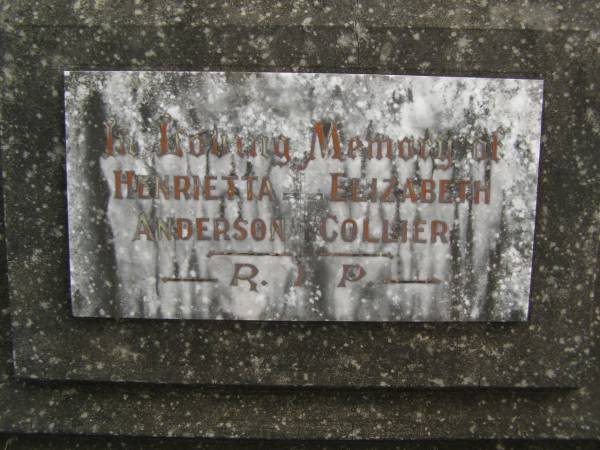 In Loving Memory of
HENRIETTA ELIZABETH
ANDERSON COLLIER
R. I. P.